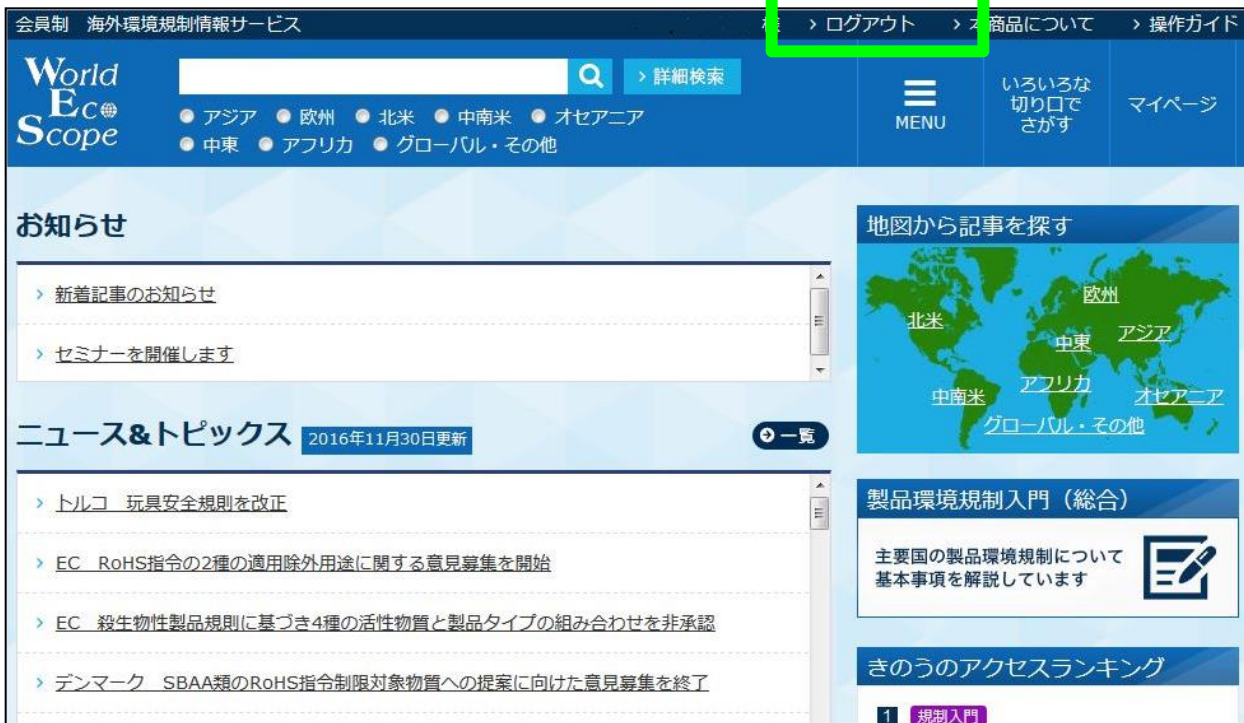 会員制 海外環境規制情報サービス
様 > ログアウト > 本商品について > 操作ガイド
World
Eco
Scope
> 詳細検索
アジア 欧州 北米 中南米 オセアニア
中東 アフリカ グローバル・その他
MENU
いろいろな
切り口で
さがす
マイページ
お知らせ
> 新着記事のお知らせ
> セミナーを開催します
ニュース&トピックス 2016年11月30日更新
一覧
> トルコ 玩具安全規則を改正
> EC RoHS指令の2種の適用除外用途に関する意見募集を開始
> EC 殺生物性製品規則に基づき4種の活性物質と製品タイプの組み合わせを非承認
> デンマーク SBAA類のRoHS指令制限対象物質への提案に向けた意見募集を終了
地図から記事を探す
欧州
北米
アジア
中東
アフリカ
中南米
オセアニア
グローバル・その他
製品環境規制入門（総合）
主要国の製品環境規制について
基本事項を解説しています
きのうのアクセスランキング
1 規制入門